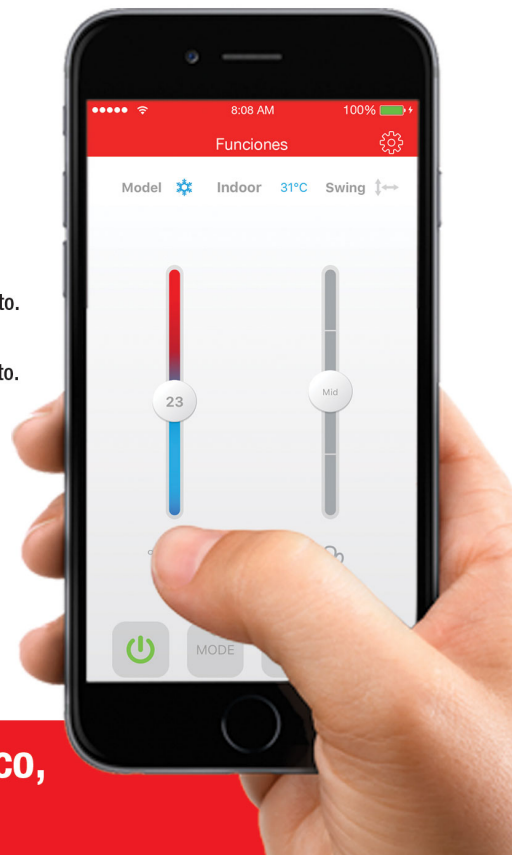 8:08 AM 100%
Funciones
Model Indoor 31°C Swing
to.
to.
23
Mid
MODE
co,